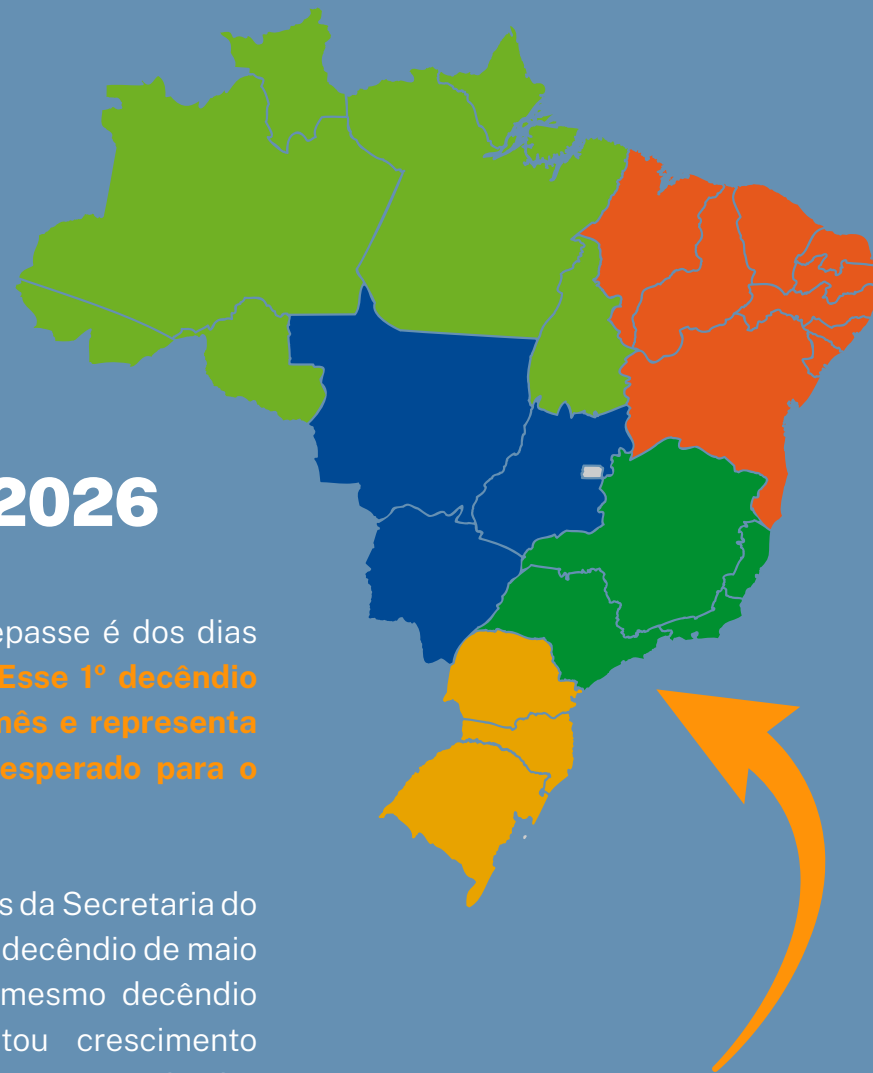 2026
epasse é dos dias
Esse 1º decêndio
mês e representa
esperado para o
s da Secretaria do
decêndio de maio
mesmo decêndio
tou crescimento